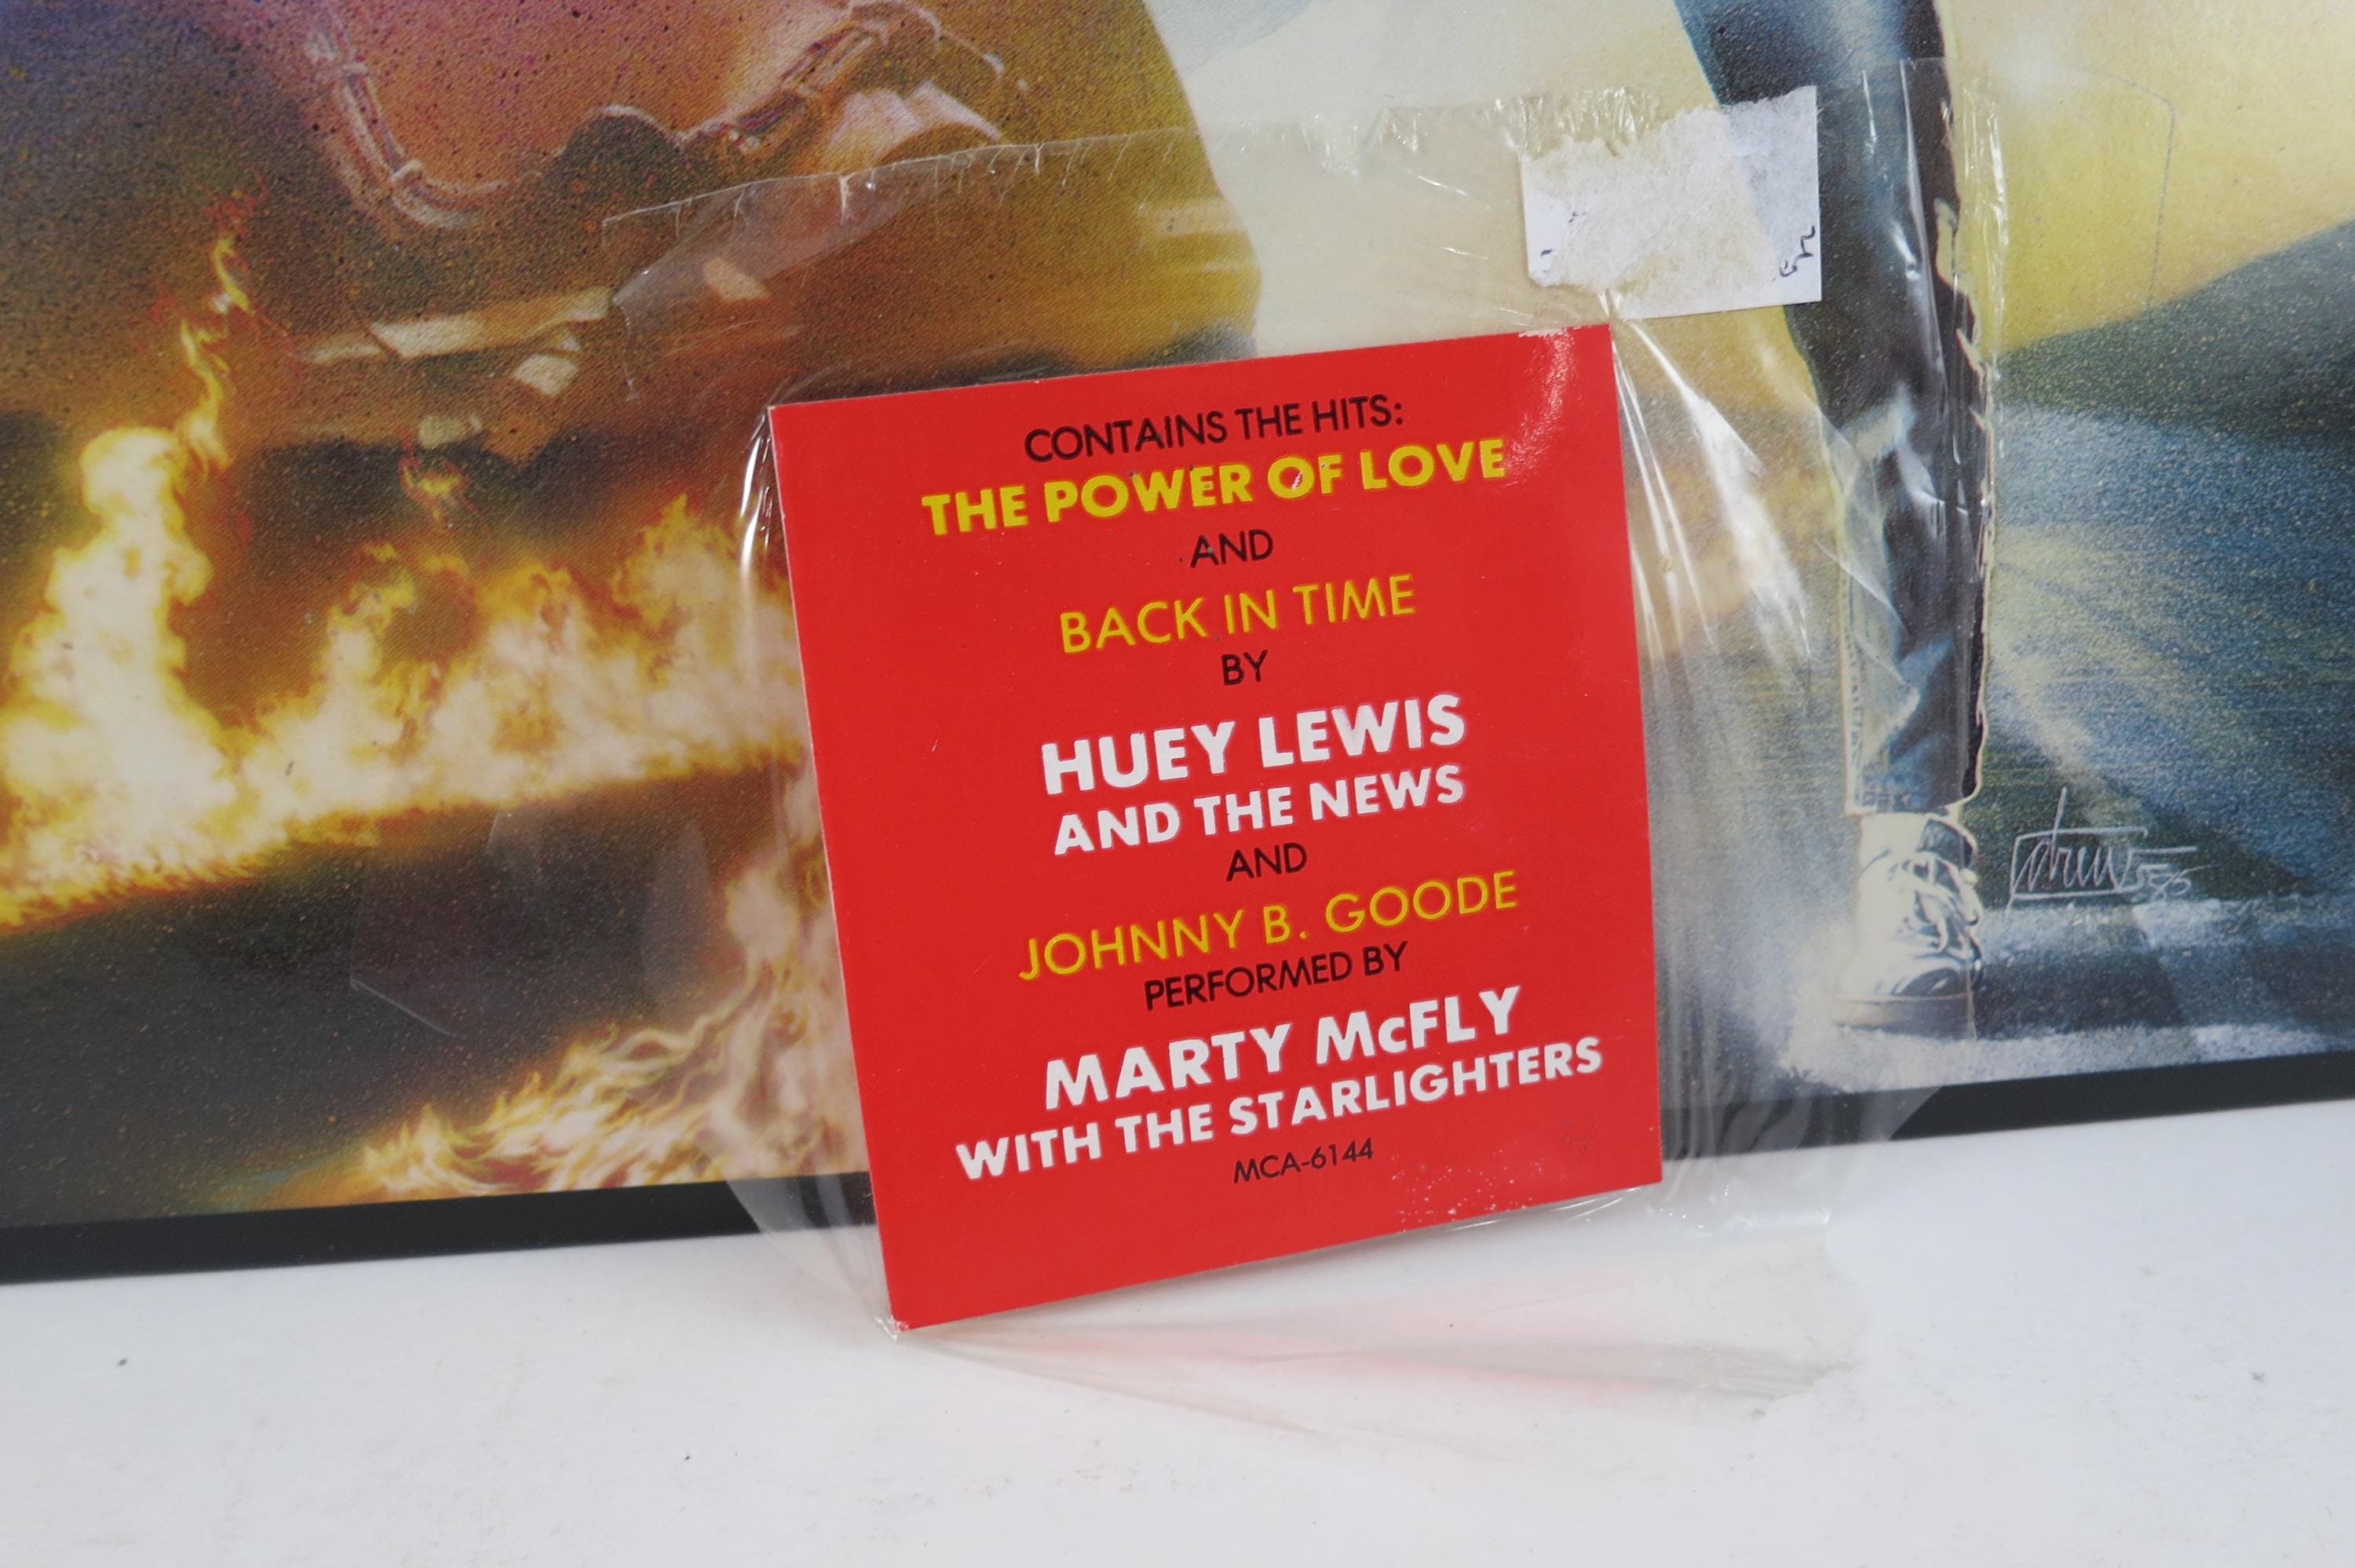 CONTAINS THE HITS:
THE POWER OF LOVE
AND
BACK IN TIME
BY
HUEY LEWIS
AND THE NEWS
AND
JOHNNY B. GOODE
PERFORMED BY
MARTY McFLY
WITH THE STARLIGHTERS
MCA-6144
drew